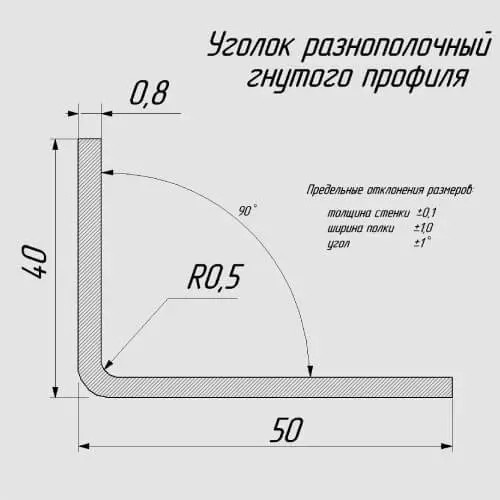 Уголок разнополочный
гнутого профиля
0,8
Предельные отклонения размеров:
толщина стенки ±0,1
ширина полки ±1,0
угол ±1°
90°
40
R0,5
50